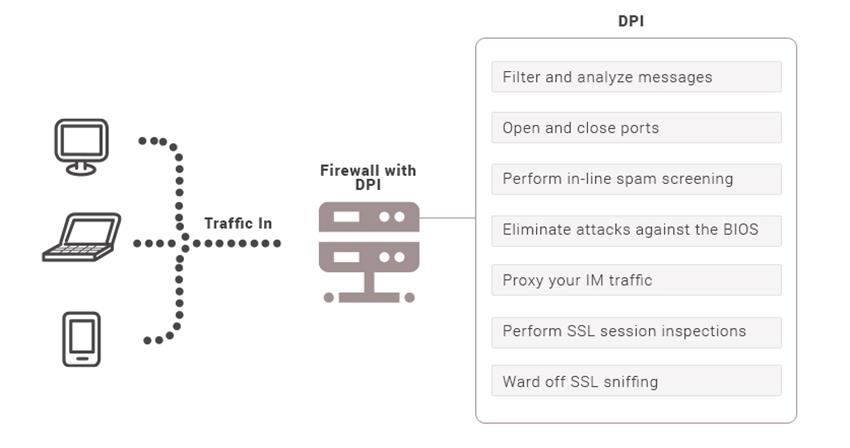 DPI
Filter and analyze messages
Open and close ports
Perform in-line spam screening
Eliminate attacks against the BIOS
Proxy your IM traffic
Perform SSL session inspections
Ward off SSL sniffing
Firewall with
DPI
Traffic In